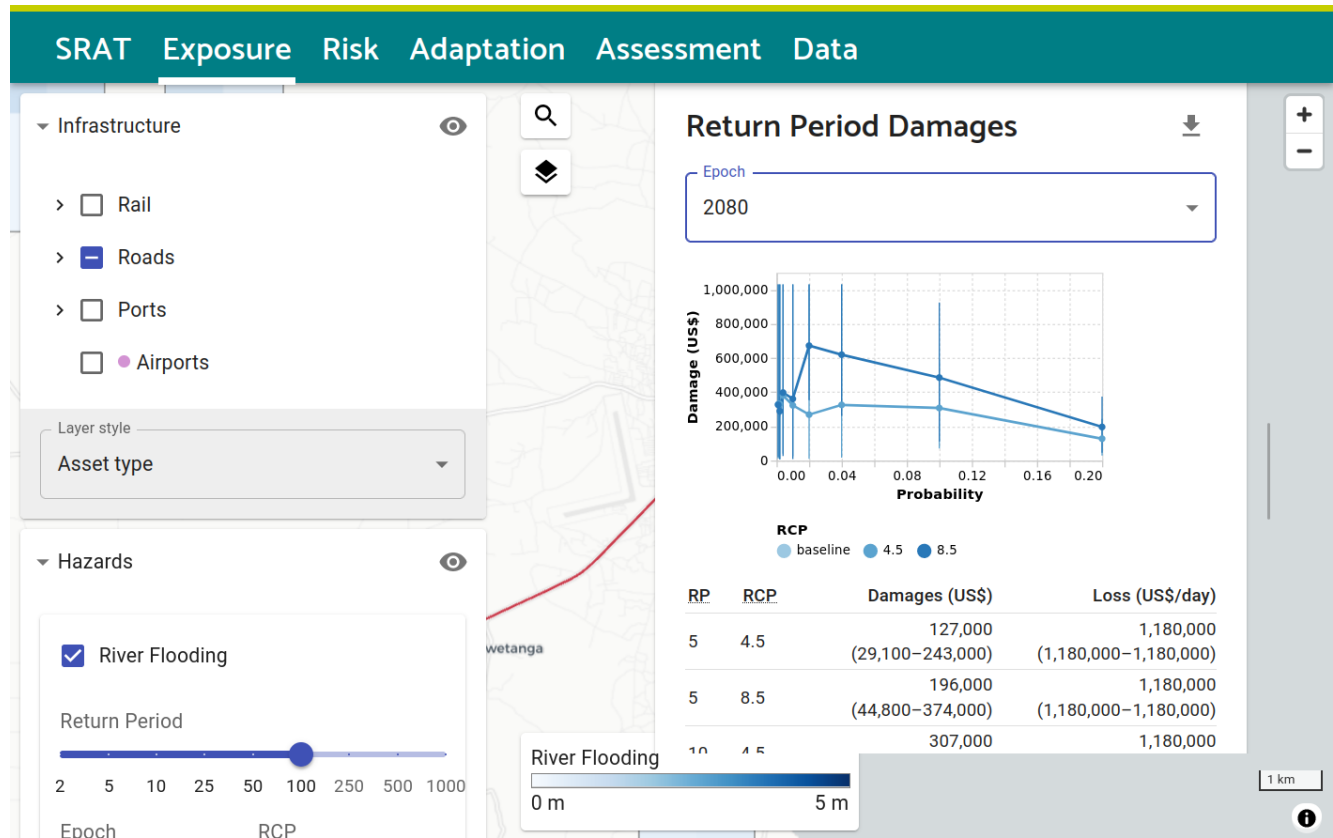 SRAT Exposure Risk Adaptation Assessment Data
Infrastructure
Rail
Roads
Ports
Airports
Layer style
Asset type
Hazards
River Flooding
Return Period
2 5 10 25 50 100 250 500 1000
Epoch RCP
wetanga
River Flooding
0 m 5 m
Return Period Damages
Epoch
2080
Damage (US$)
1,000,000
800,000
600,000
400,000
200,000
0
0.00 0.04 0.08 0.12 0.16 0.20
Probability
RCP
baseline 4.5 8.5
RP RCP Damages (US$) Loss (US$/day)
5 4.5 127,000 1,180,000
(29,100–243,000) (1,180,000–1,180,000)
5 8.5 196,000 1,180,000
(44,800–374,000) (1,180,000–1,180,000)
10 4.5 307,000 1,180,000
+
−
1 km